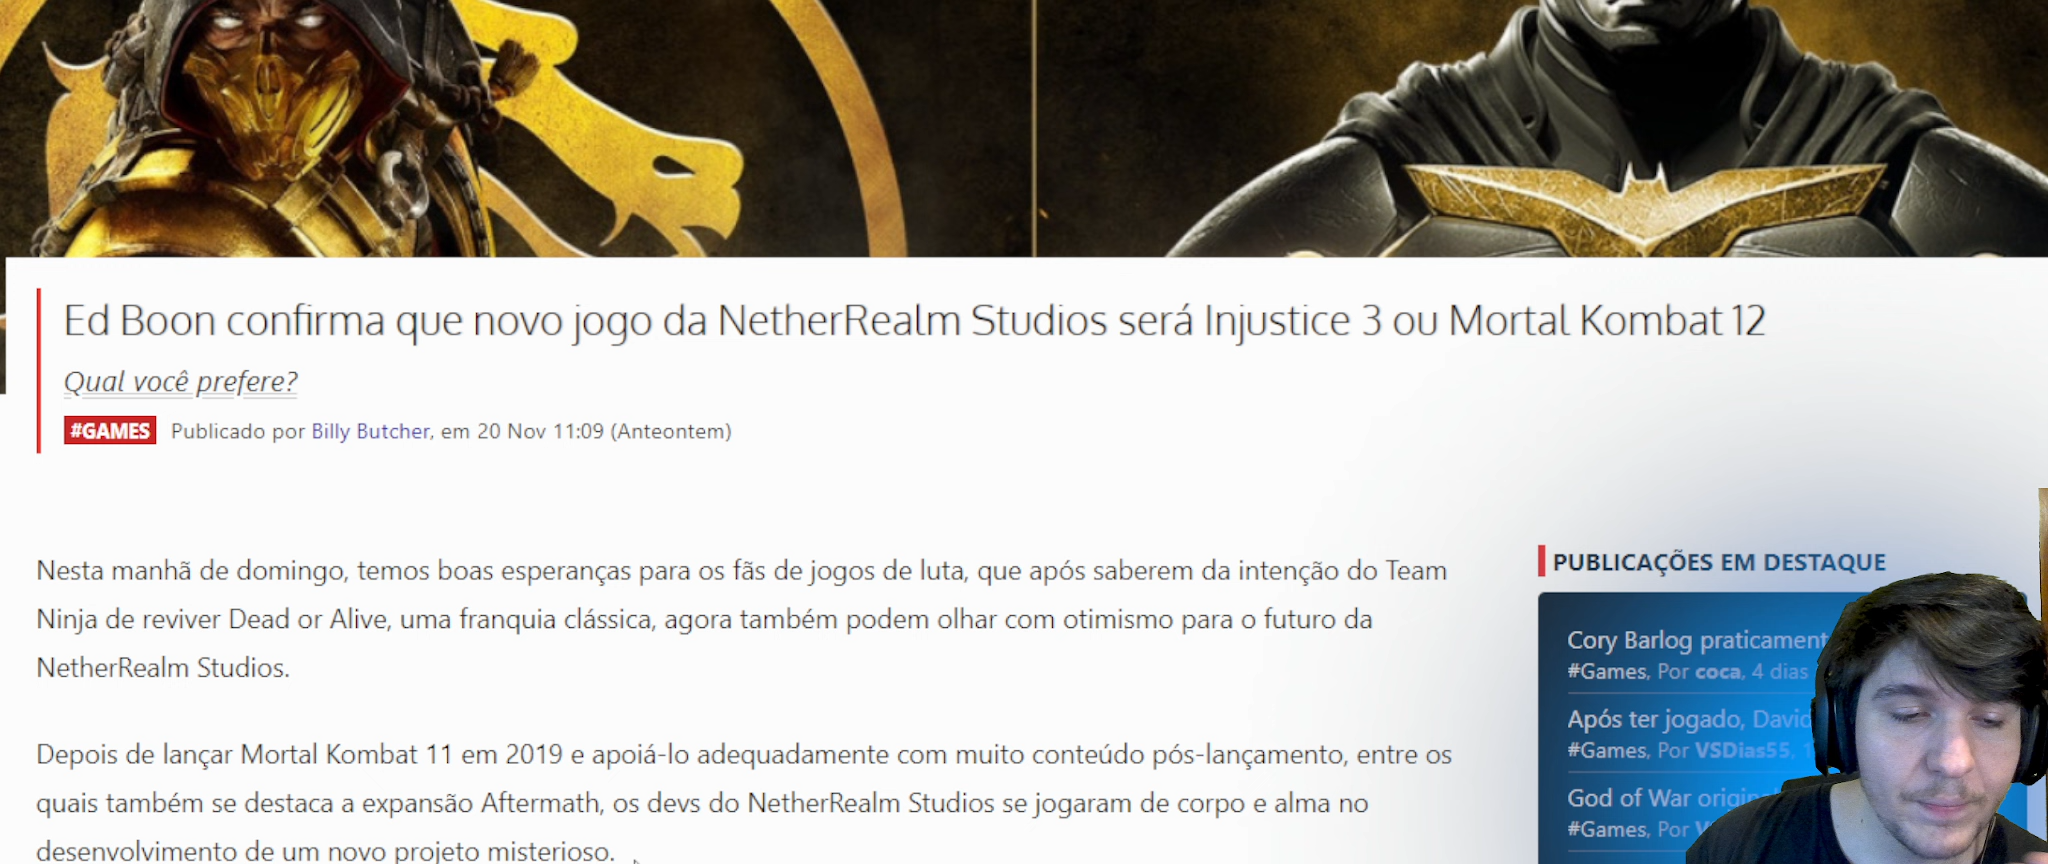 Ed Boon confirma que novo jogo da NetherRealm Studios será Injustice 3 ou Mortal Kombat 12
Qual você prefere?
#GAMES Publicado por Billy Butcher, em 20 Nov 11:09 (Anteontem)
Nesta manhã de domingo, temos boas esperanças para os fãs de jogos de luta, que após saberem da intenção do Team
Ninja de reviver Dead or Alive, uma franquia clássica, agora também podem olhar com otimismo para o futuro da
NetherRealm Studios.
Depois de lançar Mortal Kombat 11 em 2019 e apoiá-lo adequadamente com muito conteúdo pós-lançamento, entre os
quais também se destaca a expansão Aftermath, os devs do NetherRealm Studios se jogaram de corpo e alma no
desenvolvimento de um novo projeto misterioso.
PUBLICAÇÕES EM DESTAQUE
Cory Barlog praticament
#Games, Por coca, 4 dias
Após ter jogado, David
#Games, Por VSDias55,
God of War
#Games, Por